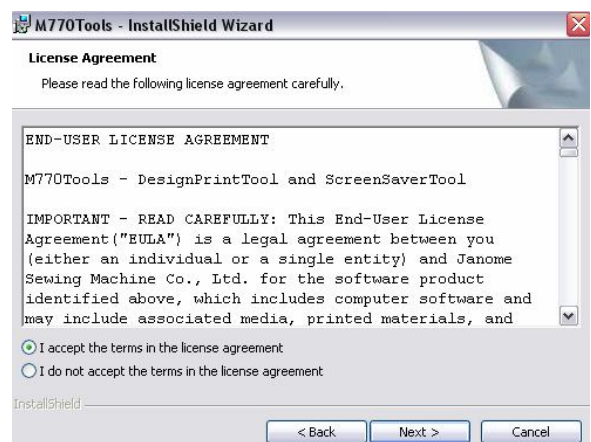 M770Tools - InstallShield Wizard
License Agreement
Please read the following license agreement carefully.
END-USER LICENSE AGREEMENT
M770Tools - DesignPrintTool and ScreenSaverTool
IMPORTANT - READ CAREFULLY: This End-User License
Agreement("EULA") is a legal agreement between you
(either an individual or a single entity) and Janome
Sewing Machine Co., Ltd. for the software product
identified above, which includes computer software and
may include associated media, printed materials, and
I accept the terms in the license agreement
I do not accept the terms in the license agreement
InstallShield
< Back Next > Cancel